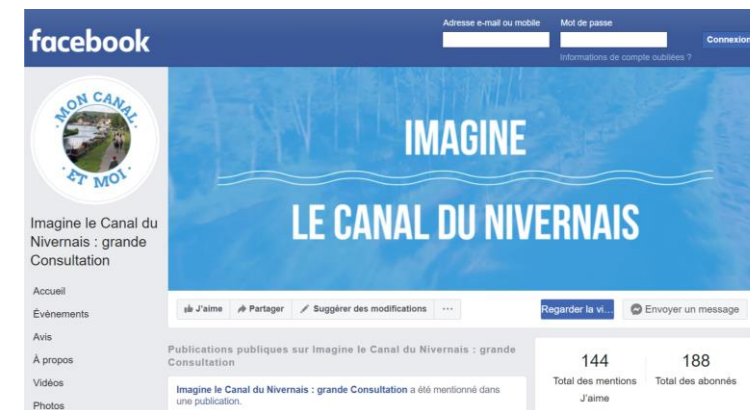 facebook
Adresse e-mail ou mobile
Mot de passe
Connexion
Informations de compte oubliées ?
MON CANAL
ET MOI
IMAGINE
LE CANAL DU NIVERNAIS
Imagine le Canal du
Nivernais : grande
Consultation
Accueil
Évènements
Avis
À propos
Vidéos
Photos
J'aime
Partager
Suggérer des modifications
...
Regarder la vi...
Envoyer un message
Publications publiques sur Imagine le Canal du Nivernais : grande
Consultation
Imagine le Canal du Nivernais : grande Consultation a été mentionné dans
une publication.
144
Total des mentions
J'aime
188
Total des abonnés